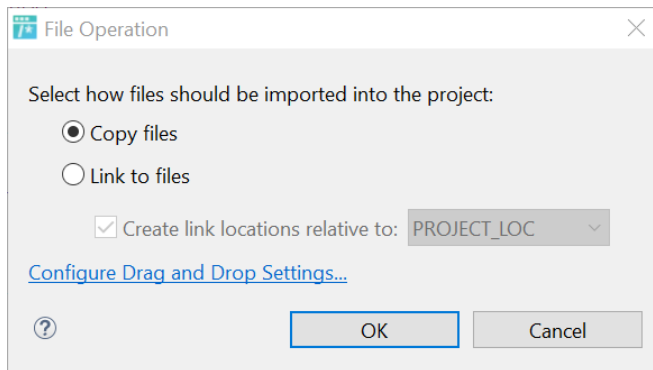 File Operation
Select how files should be imported into the project:
Copy files
Link to files
Create link locations relative to: PROJECT_LOC
Configure Drag and Drop Settings...
? OK Cancel